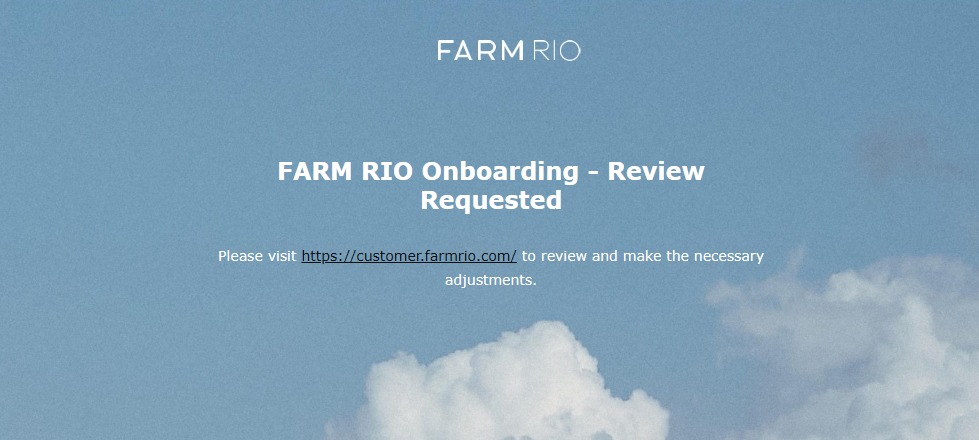 FARM RIO
FARM RIO Onboarding - Review
Requested
Please visit https://customer.farmrio.com/ to review and make the necessary
adjustments.